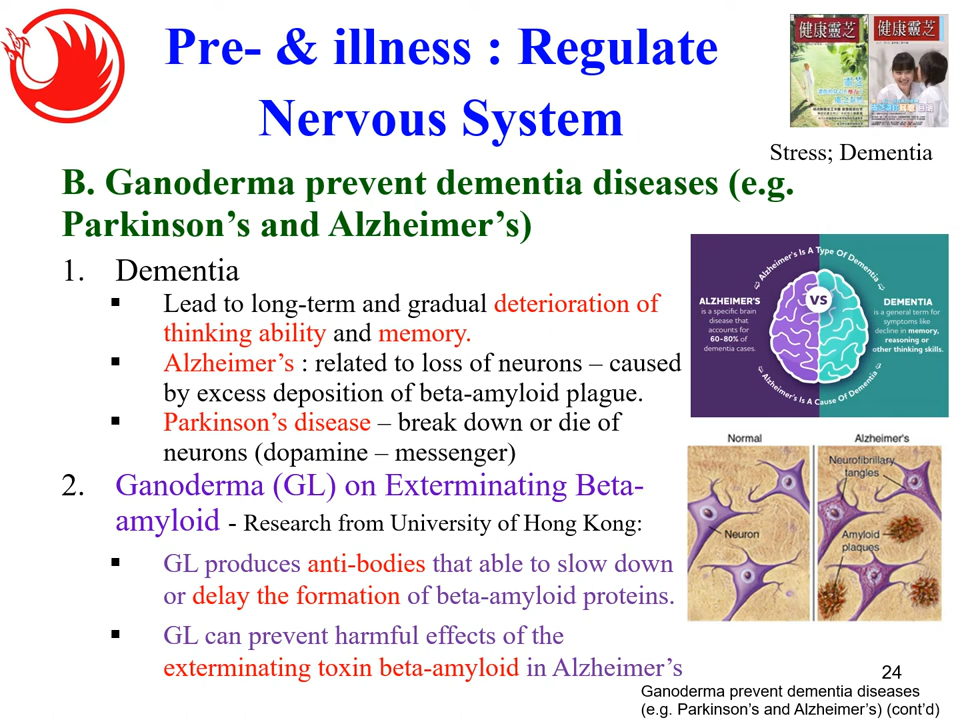 Pre- & illness : Regulate
Nervous System
健康靈芝
健康靈芝
Stress; Dementia
B. Ganoderma prevent dementia diseases (e.g.
Parkinson’s and Alzheimer’s)
1. Dementia
▪ Lead to long-term and gradual deterioration of
thinking ability and memory.
▪ Alzheimer’s : related to loss of neurons – caused
by excess deposition of beta-amyloid plague.
▪ Parkinson’s disease – break down or die of
neurons (dopamine – messenger)
2. Ganoderma (GL) on Exterminating Beta-
amyloid - Research from University of Hong Kong:
▪ GL produces anti-bodies that able to slow down
or delay the formation of beta-amyloid proteins.
▪ GL can prevent harmful effects of the
exterminating toxin beta-amyloid in Alzheimer’s
Alzheimer's Is A Type Of Dementia
VS
ALZHEIMER'S
is a specific brain
disease that
accounts for
60–80% of
dementia cases.
DEMENTIA
is a general term for
symptoms like
decline in memory,
reasoning or
other thinking skills.
Alzheimer's Is A Cause Of Dementia
Normal
Alzheimer's
Neurofibrillary
tangles
Neuron
Amyloid
plaques
24
Ganoderma prevent dementia diseases
(e.g. Parkinson’s and Alzheimer’s) (cont’d)